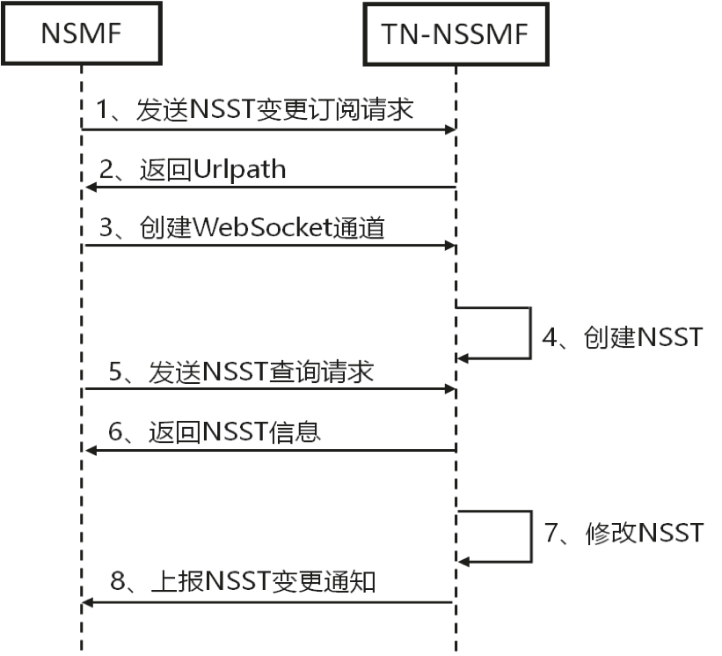 NSMF
TN-NSSMF
1、发送NSST变更订阅请求
2、返回Urlpath
3、创建WebSocket通道
4、创建NSST
5、发送NSST查询请求
6、返回NSST信息
7、修改NSST
8、上报NSST变更通知